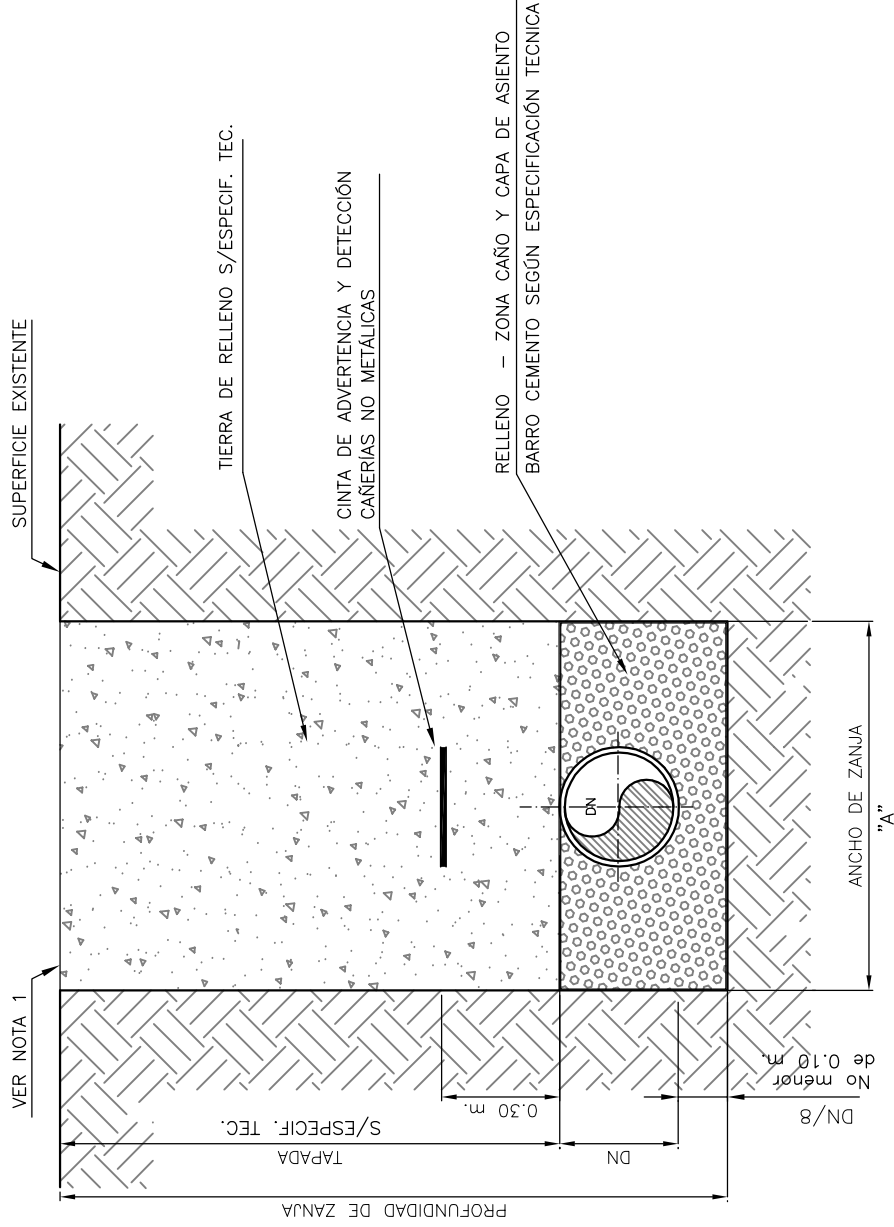 SUPERFICIE EXISTENTE
VER NOTA 1
TIERRA DE RELLENO S/ESPECIF. TEC.
CINTA DE ADVERTENCIA Y DETECCIÓN
CAÑERIAS NO METÁLICAS
RELLENO – ZONA CAÑO Y CAPA DE ASIENTO
BARRO CEMENTO SEGÚN ESPECIFICACIÓN TECNICA
DN
PROFUNDIDAD DE ZANJA
TAPADA
S/ESPECIF. TEC.
0.30 m.
DN
DN/8
No menor
de 0.10 m.
ANCHO DE ZANJA
"A"